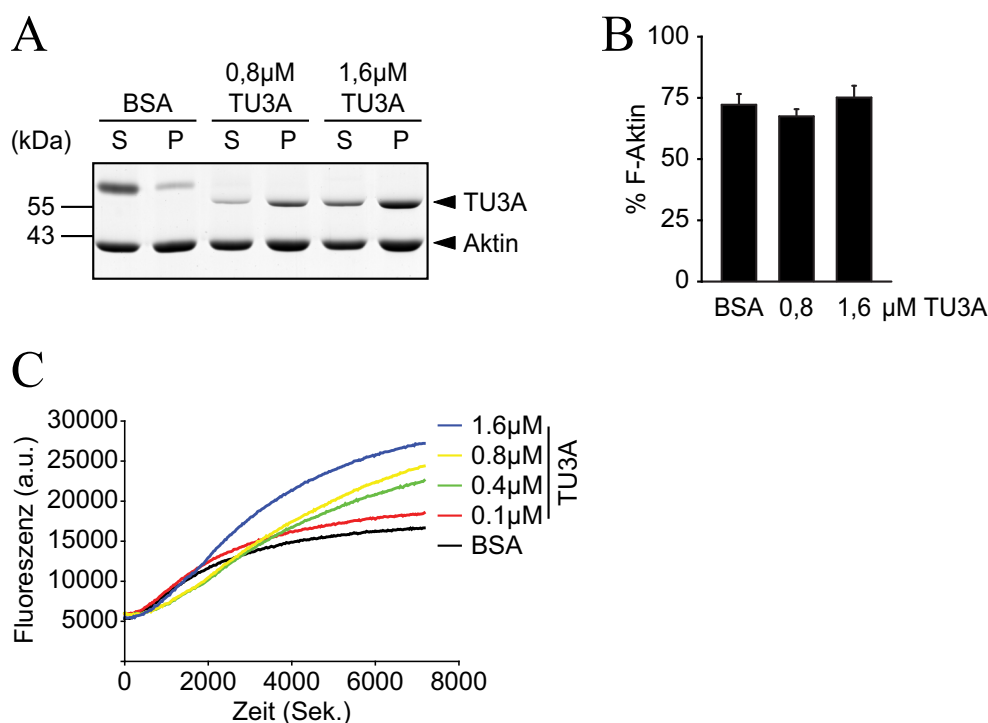 A
0,8µM 1,6µM
BSA TU3A TU3A
(kDa) S P S P S P
55
43
TU3A
Aktin
B
100
75
50
25
0
% F-Aktin
BSA 0,8 1,6 µM TU3A
C
30000
25000
20000
15000
10000
5000
Fluoreszenz (a.u.)
0 2000 4000 6000 8000
Zeit (Sek.)
1.6µM
0.8µM
0.4µM
0.1µM
BSA
TU3A